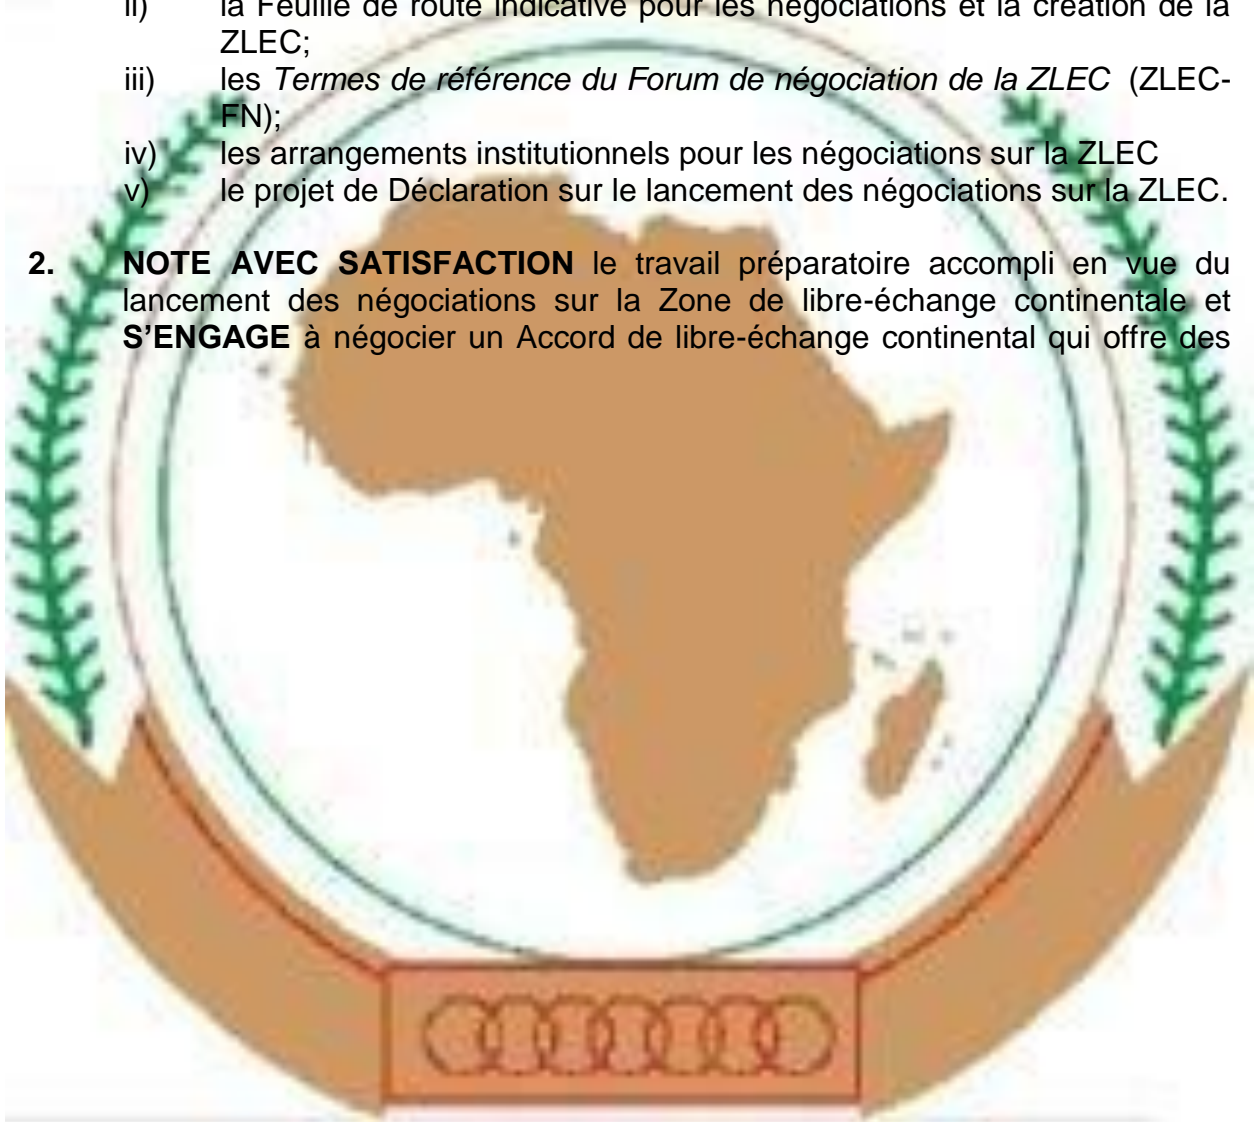 ii) la Feuille de route indicative pour les négociations et la création de la
ZLEC;
iii) les Termes de référence du Forum de négociation de la ZLEC (ZLEC-
FN);
iv) les arrangements institutionnels pour les négociations sur la ZLEC
v) le projet de Déclaration sur le lancement des négociations sur la ZLEC.
2. NOTE AVEC SATISFACTION le travail préparatoire accompli en vue du
lancement des négociations sur la Zone de libre-échange continentale et
S’ENGAGE à négocier un Accord de libre-échange continental qui offre des